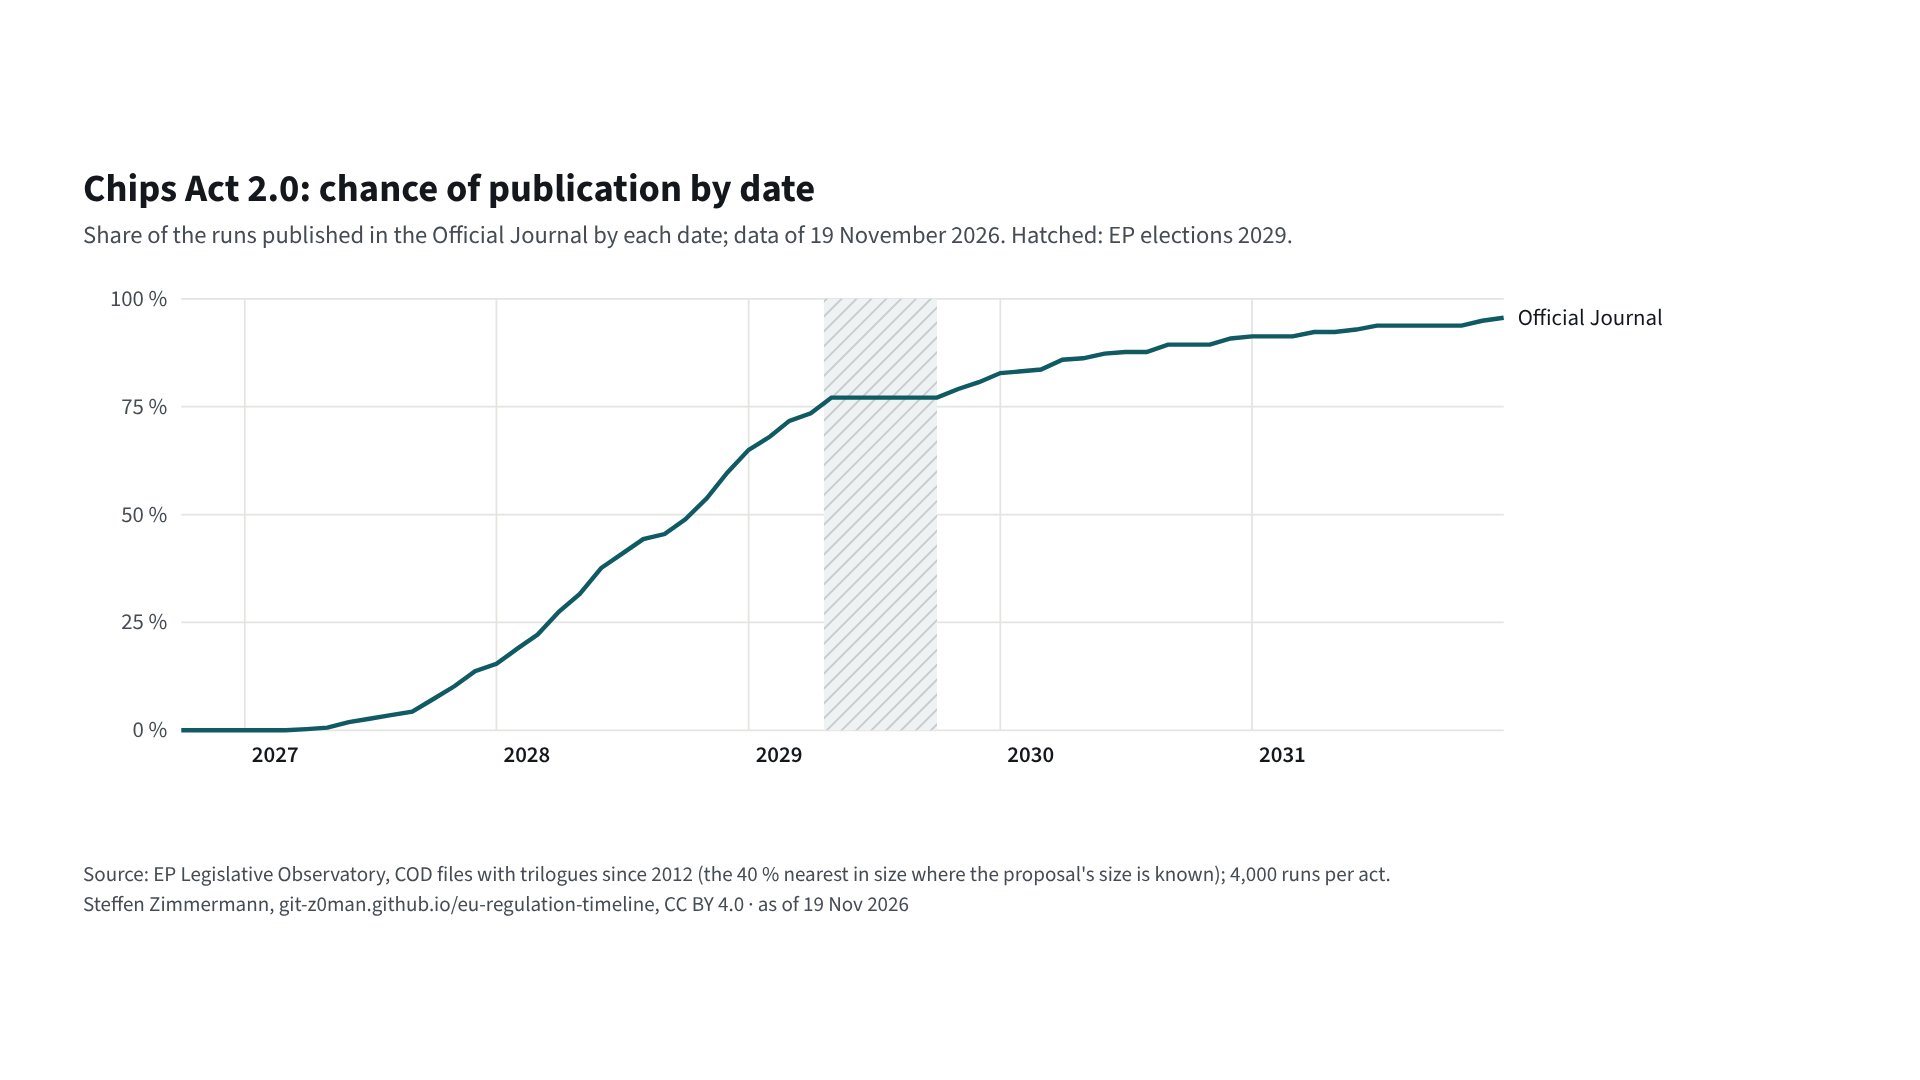 Chips Act 2.0: chance of publication by date
Share of the runs published in the Official Journal by each date; data of 19 November 2026. Hatched: EP elections 2029.
100 %
Official Journal
75 %
50 %
25 %
0 %
2027 2028 2029 2030 2031
Source: EP Legislative Observatory, COD files with trilogues since 2012 (the 40 % nearest in size where the proposal's size is known); 4,000 runs per act.
Steffen Zimmermann, git-z0man.github.io/eu-regulation-timeline, CC BY 4.0 · as of 19 Nov 2026